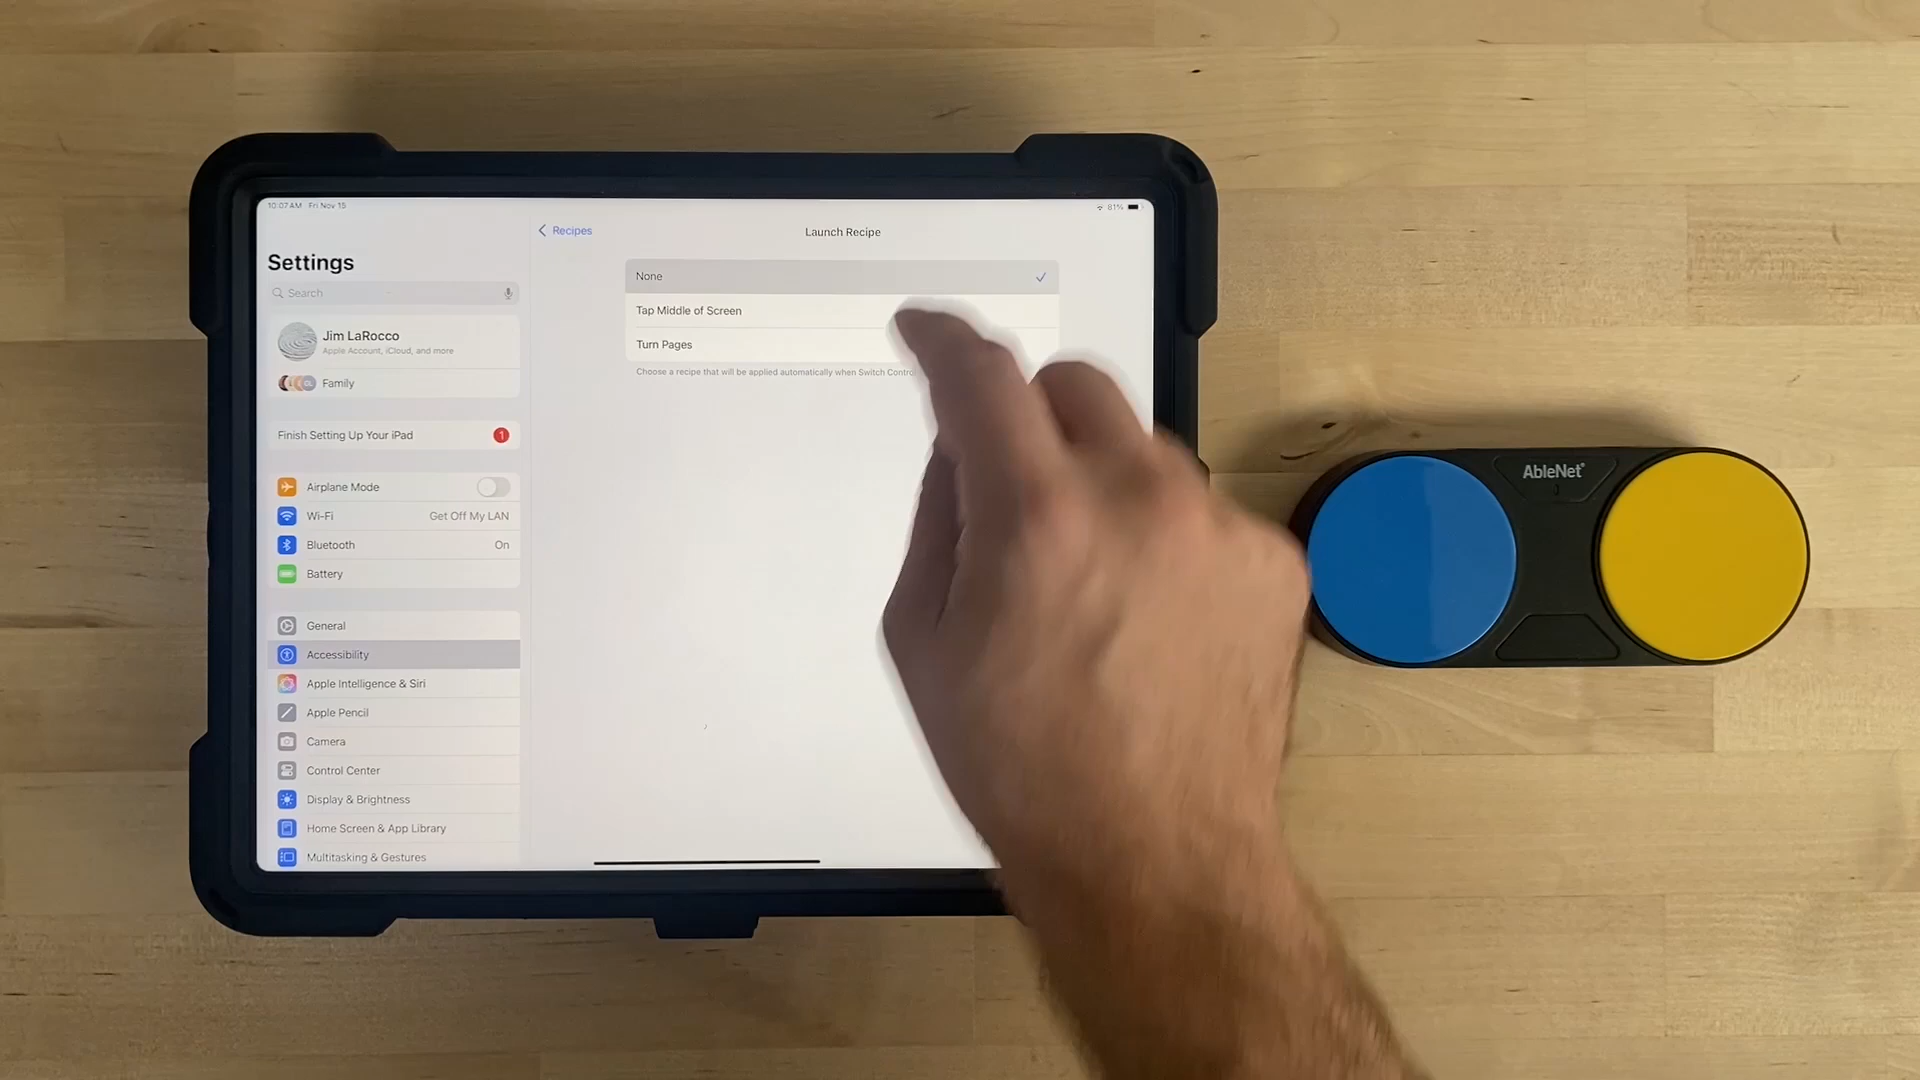 10:07AM Fri Nov 15
81%
Settings
Search
Jim LaRocco
Apple Account, iCloud, and more
Family
Finish Setting Up Your iPad
1
Airplane Mode
Wi-Fi
Get Off My LAN
Bluetooth
On
Battery
General
Accessibility
Apple Intelligence & Siri
Apple Pencil
Camera
Control Center
Display & Brightness
Home Screen & App Library
Multitasking & Gestures
Recipes
Launch Recipe
None
Tap Middle of Screen
Turn Pages
Choose a recipe that will be applied automatically when Switch Contro
AbleNet®